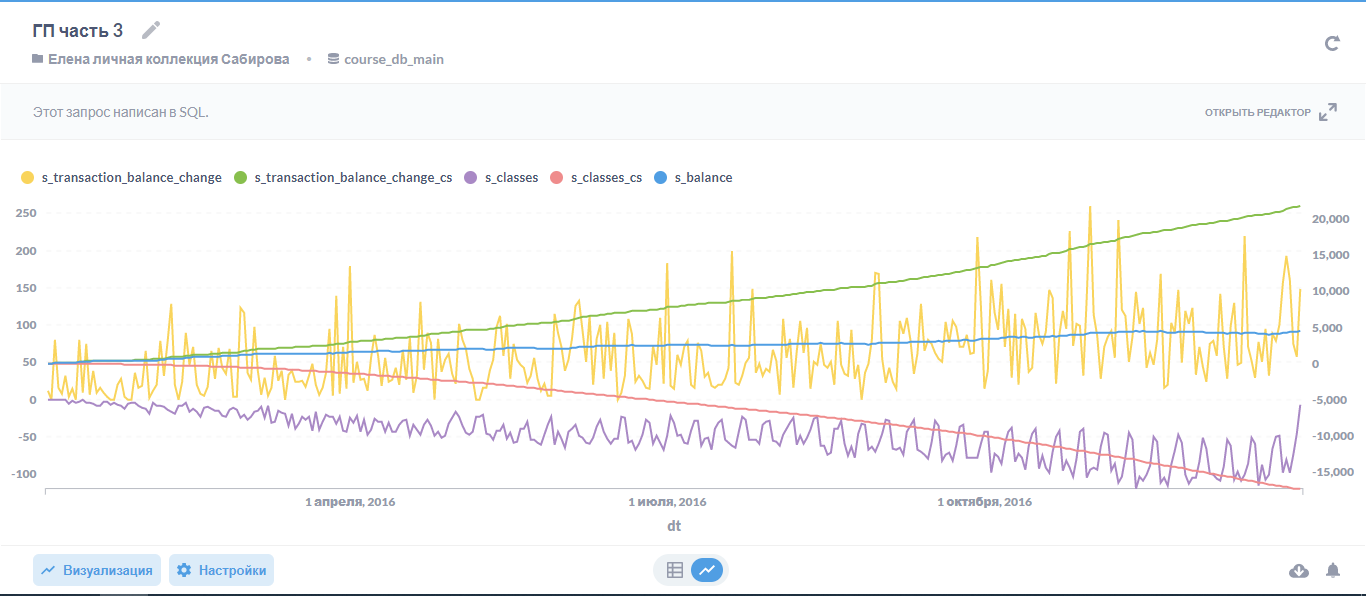 ГП часть 3
Елена личная коллекция Сабирова • course_db_main
Этот запрос написан в SQL.
ОТКРЫТЬ РЕДАКТОР
s_transaction_balance_change s_transaction_balance_change_cs s_classes s_classes_cs s_balance
250
200
150
100
50
0
-50
-100
20,000
15,000
10,000
5,000
0
-5,000
-10,000
-15,000
1 апреля, 2016 1 июля, 2016 1 октября, 2016
dt
Визуализация Настройки